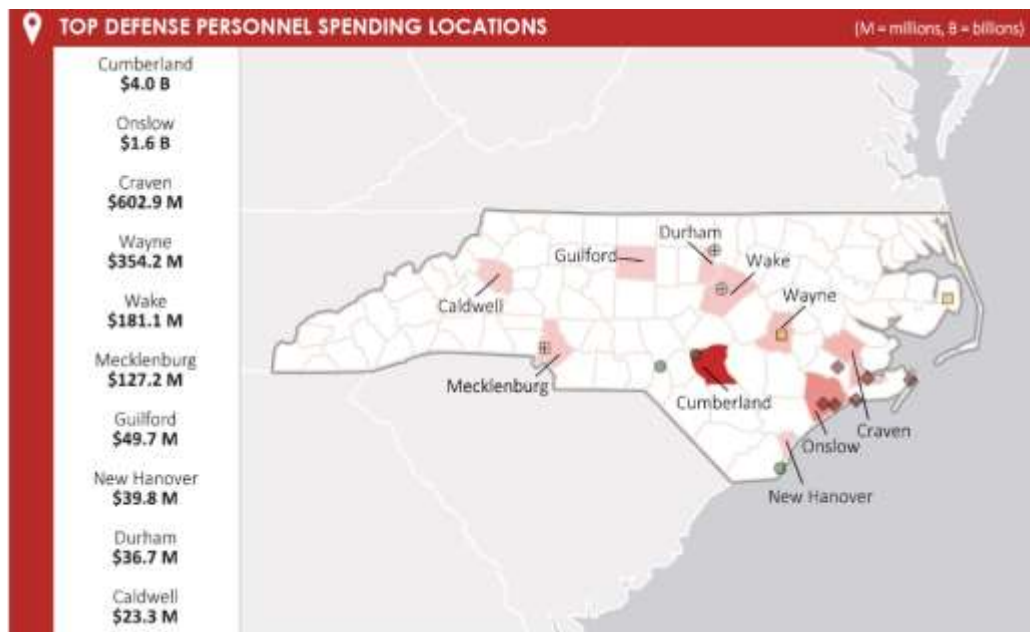 TOP DEFENSE PERSONNEL SPENDING LOCATIONS
(M = millions, B = billions)
Cumberland
$4.0 B
Onslow
$1.6 B
Craven
$602.9 M
Wayne
$354.2 M
Wake
$181.1 M
Mecklenburg
$127.2 M
Guilford
$49.7 M
New Hanover
$39.8 M
Durham
$36.7 M
Caldwell
$23.3 M
Durham
Guilford
Wake
Caldwell
Wayne
Mecklenburg
Cumberland
Craven
Onslow
New Hanover